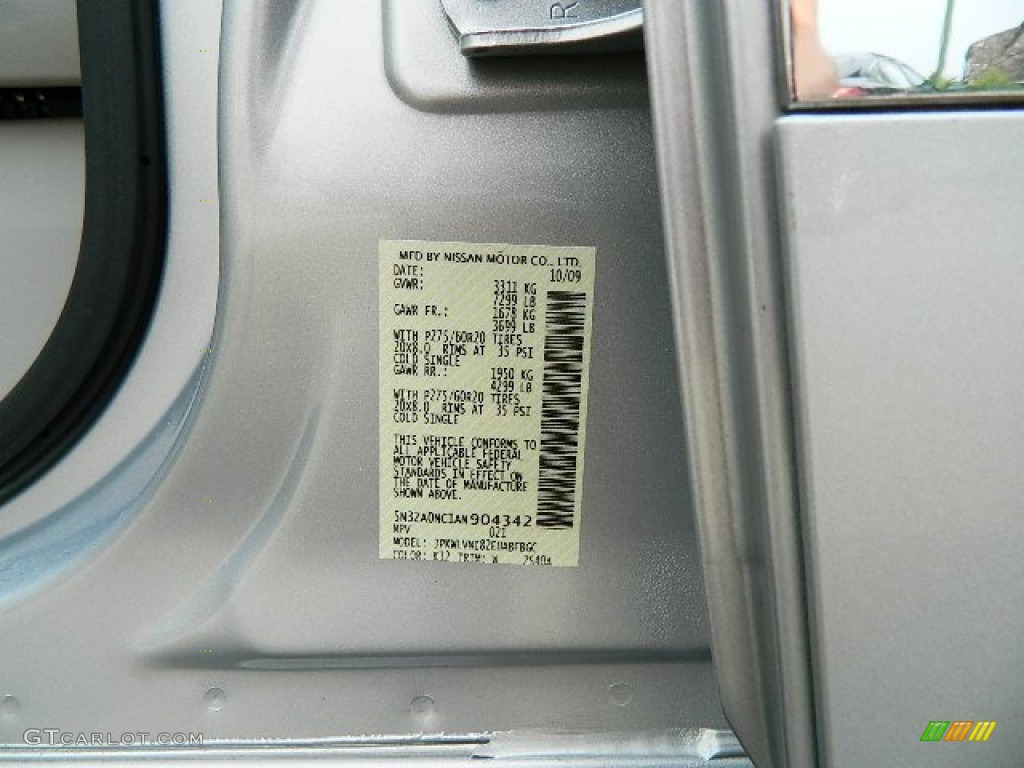 R
MFD BY NISSAN MOTOR CO., LTD.
DATE: 10/09
GVWR: 3311 KG
7299 LB
GAWR FR.: 1678 KG
3699 LB
WITH P275/60R20 TIRES
20X8.0 RIMS AT 35 PSI
COLD SINGLE
GAWR RR.: 1950 KG
4299 LB
WITH P275/60R20 TIRES
20X8.0 RIMS AT 35 PSI
COLD SINGLE
THIS VEHICLE CONFORMS TO
ALL APPLICABLE FEDERAL
MOTOR VEHICLE SAFETY
STANDARDS IN EFFECT ON
THE DATE OF MANUFACTURE
SHOWN ABOVE.
904342
MPV
MODEL:
COLOR: K12 TRIM: W
GTCARLOT.COM